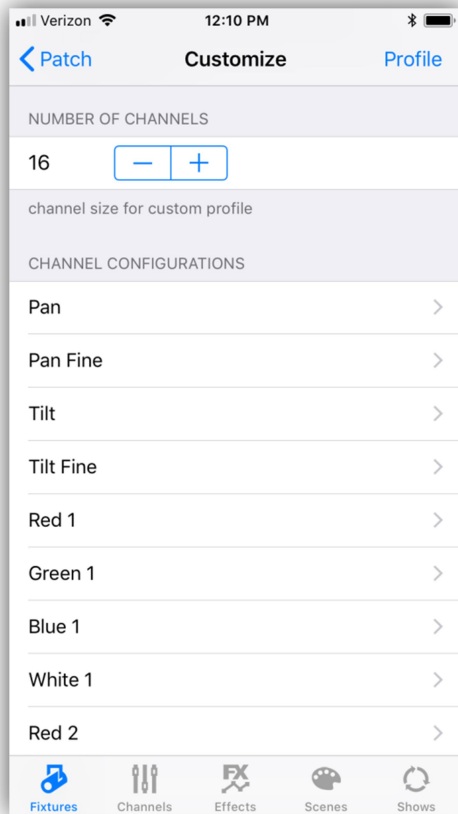 Verizon 12:10 PM
Patch Customize Profile
NUMBER OF CHANNELS
16 − +
channel size for custom profile
CHANNEL CONFIGURATIONS
Pan
Pan Fine
Tilt
Tilt Fine
Red 1
Green 1
Blue 1
White 1
Red 2
FX
Fixtures Channels Effects Scenes Shows